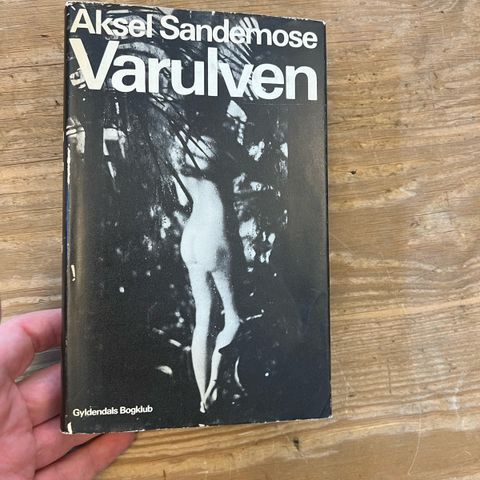 Aksel Sandemose
Varulven
Gyldendals Bogklub